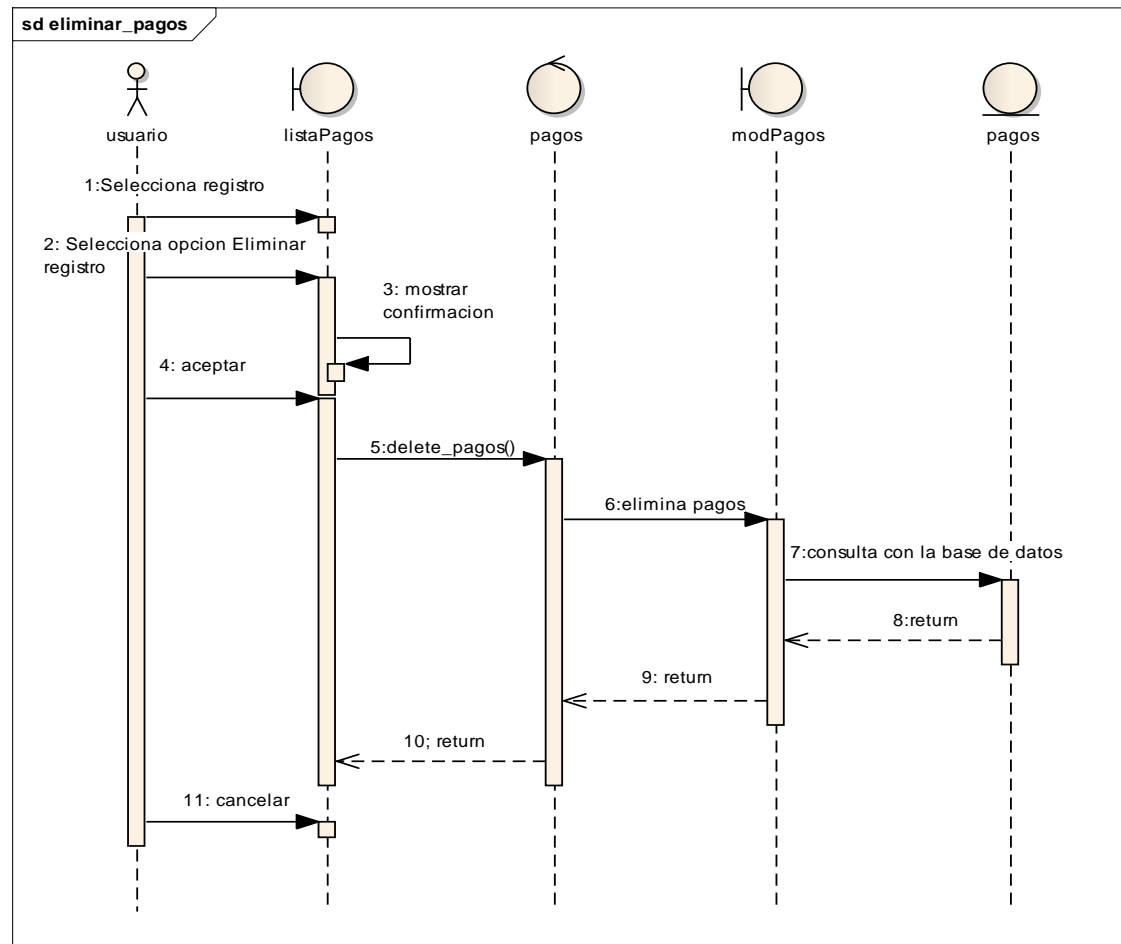 sd eliminar_pagos
usuario
listaPagos
pagos
modPagos
pagos
1:Selecciona registro
2: Selecciona opcion Eliminar
registro
3: mostrar
confirmacion
4: aceptar
5:delete_pagos()
6:elimina pagos
7:consulta con la base de datos
8:return
9: return
10; return
11: cancelar